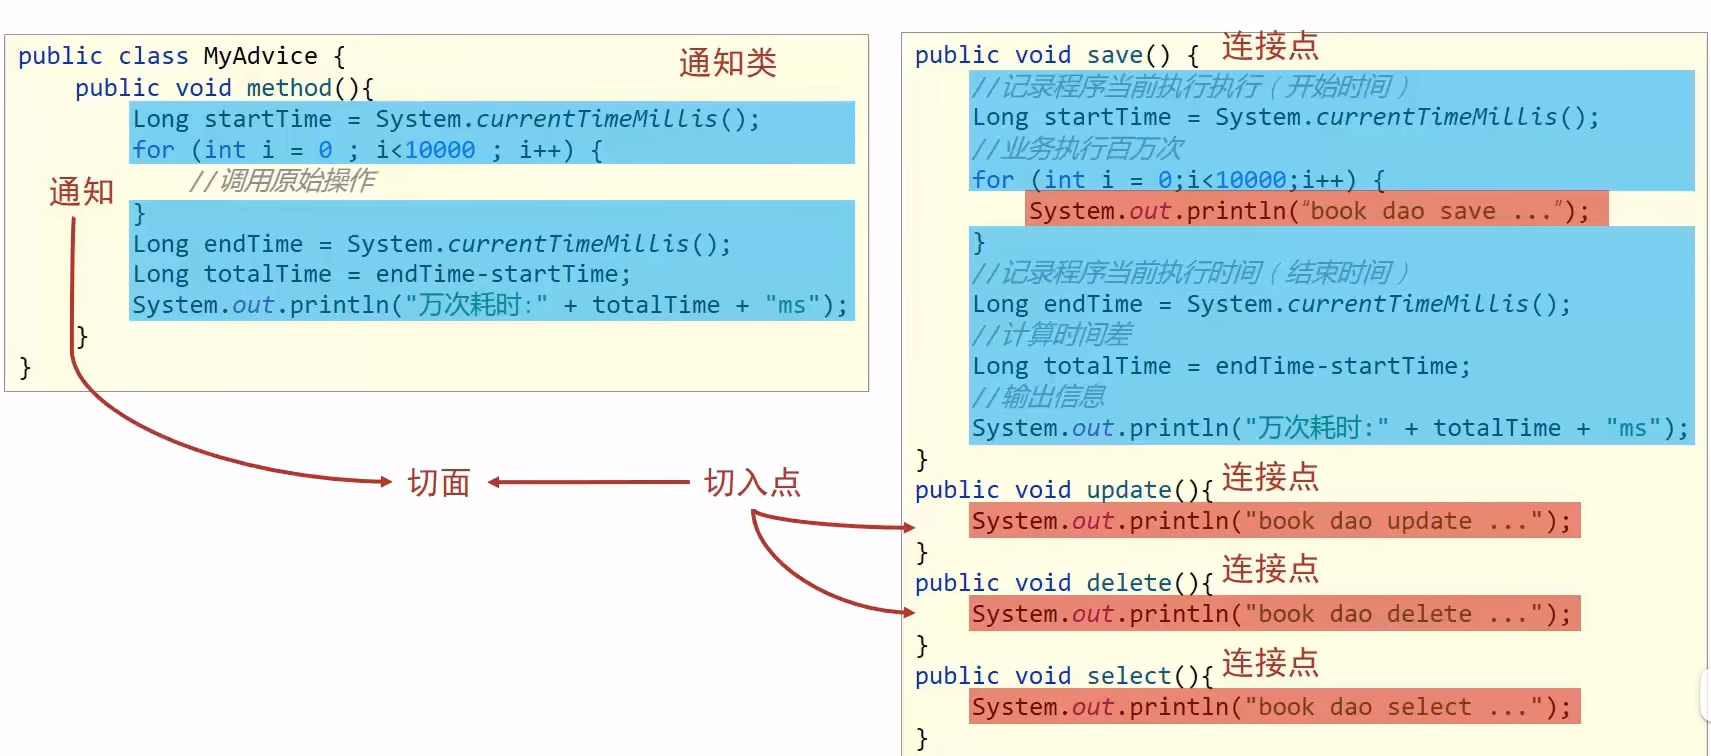 public class MyAdvice {
通知类
public void method(){
Long startTime = System.currentTimeMillis();
for (int i = 0 ; i<10000 ; i++) {
//调用原始操作
通知
}
Long endTime = System.currentTimeMillis();
Long totalTime = endTime-startTime;
System.out.println("万次耗时:" + totalTime + "ms");
}
}
切面
切入点
public void save() {
连接点
//记录程序当前执行执行（开始时间）
Long startTime = System.currentTimeMillis();
//业务执行百万次
for (int i = 0;i<10000;i++) {
System.out.println(“book dao save ...”);
}
//记录程序当前执行时间（结束时间）
Long endTime = System.currentTimeMillis();
//计算时间差
Long totalTime = endTime-startTime;
//输出信息
System.out.println("万次耗时:" + totalTime + "ms");
}
public void update(){
连接点
System.out.println("book dao update ...");
}
public void delete(){
连接点
System.out.println("book dao delete ...");
}
public void select(){
连接点
System.out.println("book dao select ...");
}